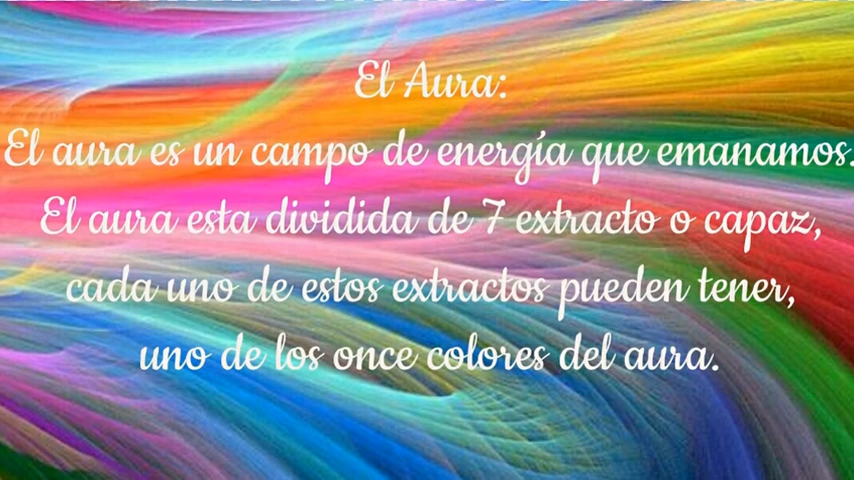 El Aura:
El aura es un campo de energía que emanamos.
El aura esta dividida de 7 extracto o capaz,
cada uno de estos extractos pueden tener,
uno de los once colores del aura.